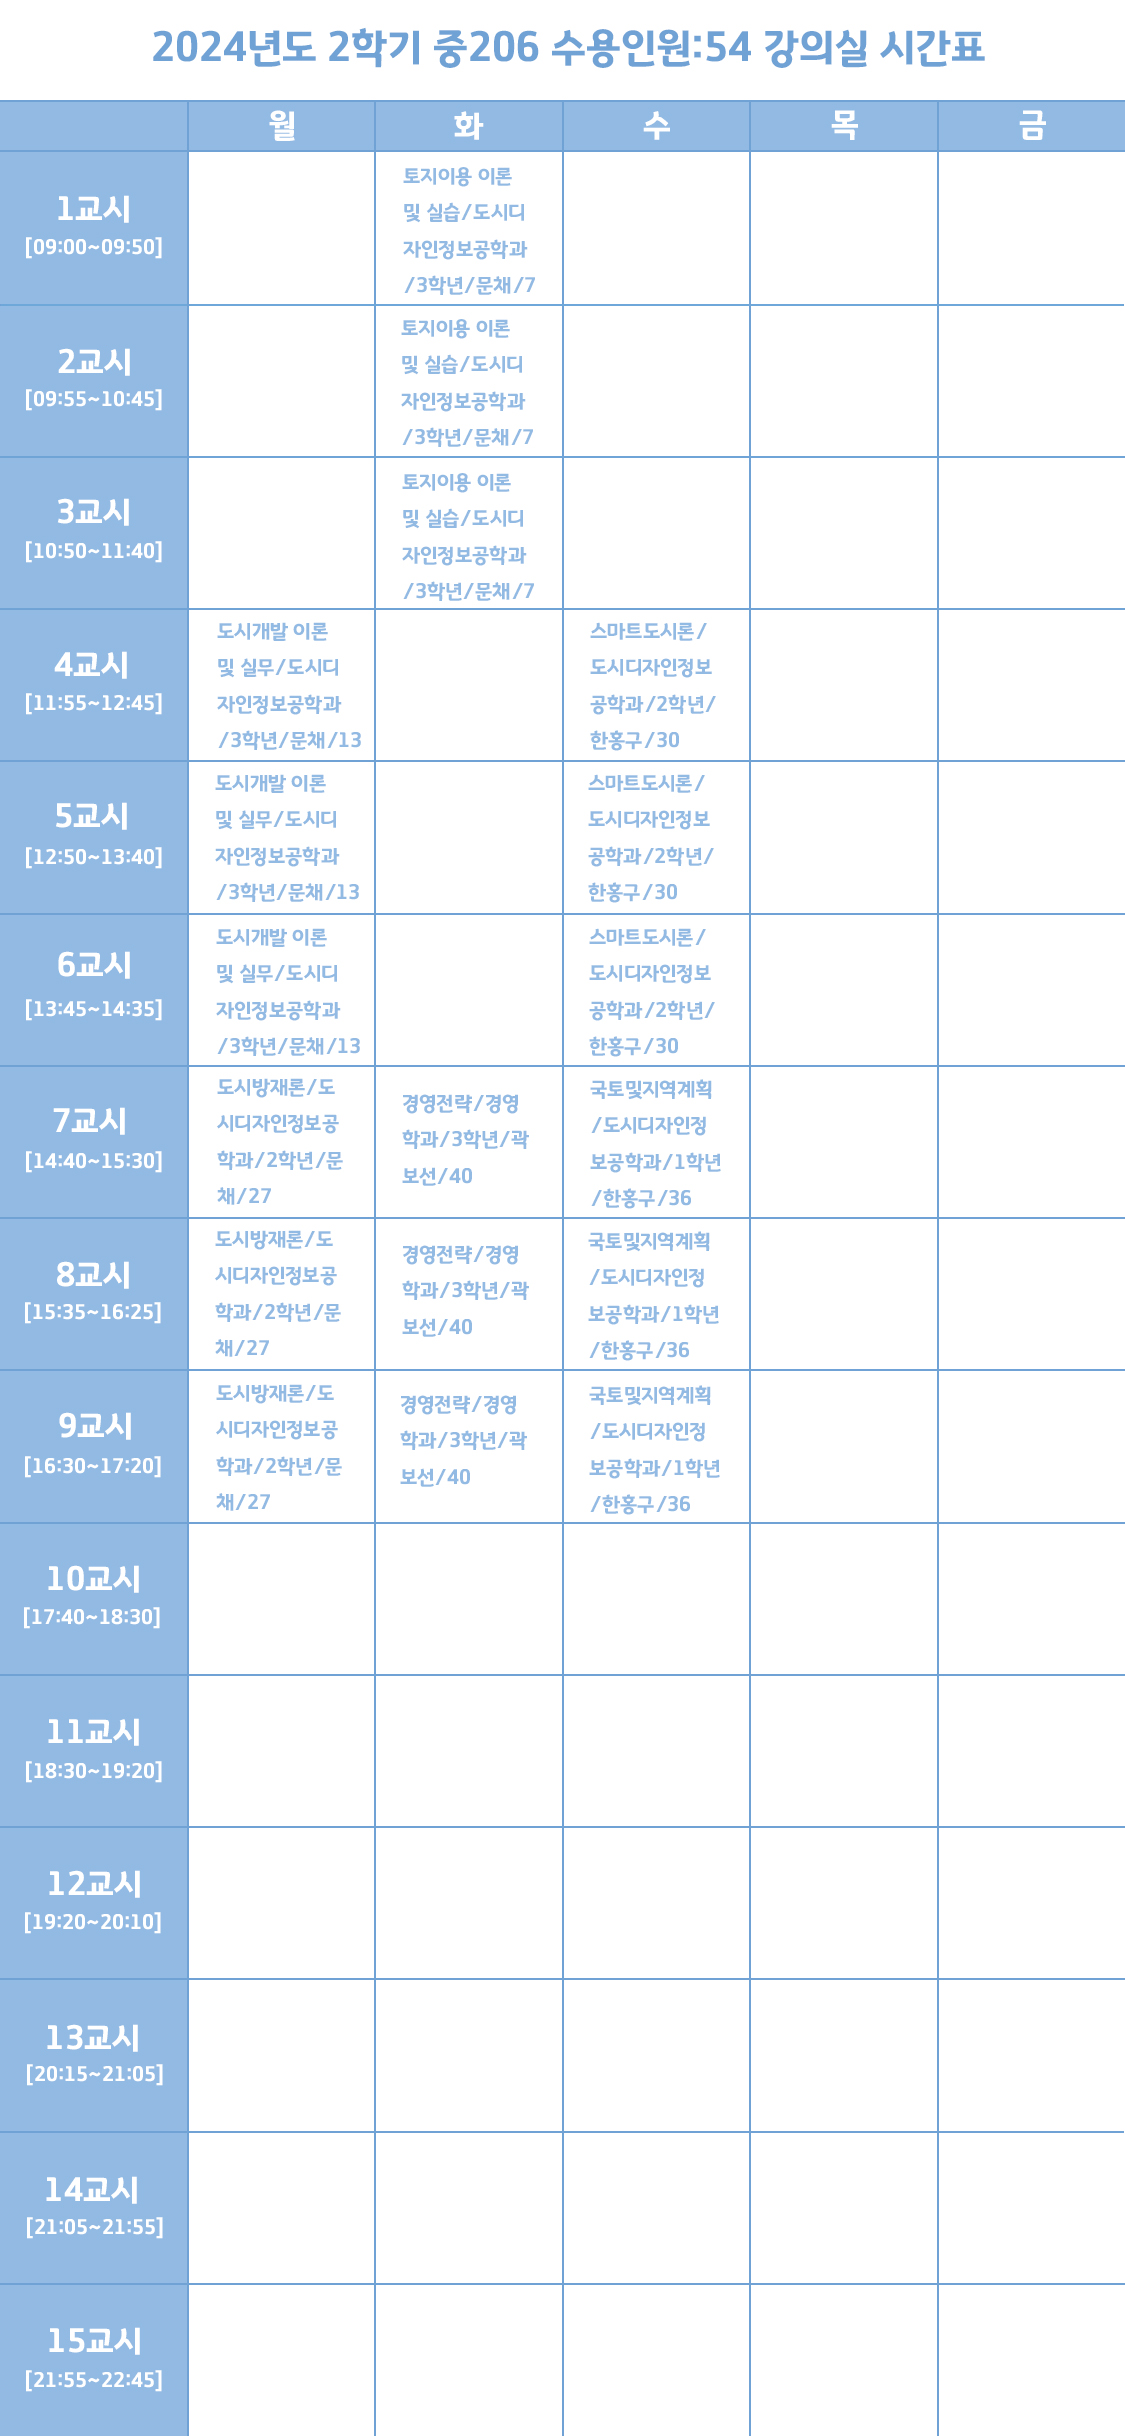 2024년도 2학기 중206 수용인원:54 강의실 시간표
월 화 수 목 금
1교시
[09:00~09:50]
토지이용 이론
및 실습/도시디
자인정보공학과
/3학년/문채/7
2교시
[09:55~10:45]
토지이용 이론
및 실습/도시디
자인정보공학과
/3학년/문채/7
3교시
[10:50~11:40]
토지이용 이론
및 실습/도시디
자인정보공학과
/3학년/문채/7
4교시
[11:55~12:45]
도시개발 이론
및 실무/도시디
자인정보공학과
/3학년/문채/13
스마트도시론/
도시디자인정보
공학과/2학년/
한홍구/30
5교시
[12:50~13:40]
도시개발 이론
및 실무/도시디
자인정보공학과
/3학년/문채/13
스마트도시론/
도시디자인정보
공학과/2학년/
한홍구/30
6교시
[13:45~14:35]
도시개발 이론
및 실무/도시디
자인정보공학과
/3학년/문채/13
스마트도시론/
도시디자인정보
공학과/2학년/
한홍구/30
7교시
[14:40~15:30]
도시방재론/도
시디자인정보공
학과/2학년/문
채/27
경영전략/경영
학과/3학년/곽
보선/40
국토및지역계획
/도시디자인정
보공학과/1학년
/한홍구/36
8교시
[15:35~16:25]
도시방재론/도
시디자인정보공
학과/2학년/문
채/27
경영전략/경영
학과/3학년/곽
보선/40
국토및지역계획
/도시디자인정
보공학과/1학년
/한홍구/36
9교시
[16:30~17:20]
도시방재론/도
시디자인정보공
학과/2학년/문
채/27
경영전략/경영
학과/3학년/곽
보선/40
국토및지역계획
/도시디자인정
보공학과/1학년
/한홍구/36
10교시
[17:40~18:30]
11교시
[18:30~19:20]
12교시
[19:20~20:10]
13교시
[20:15~21:05]
14교시
[21:05~21:55]
15교시
[21:55~22:45]